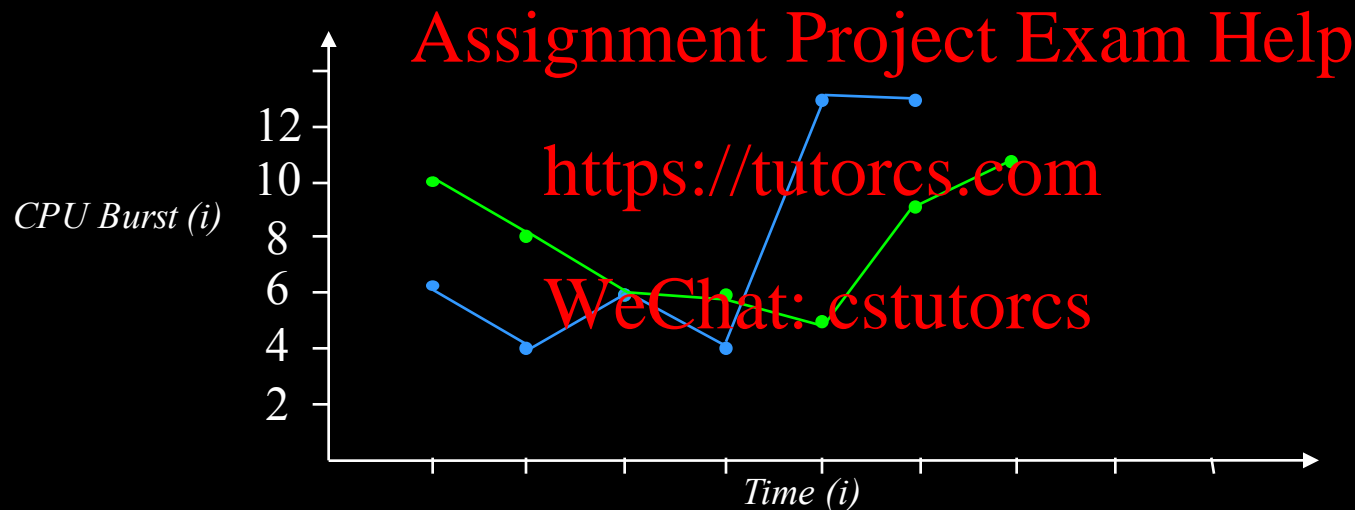 Assignment Project Exam Help
12
https://tutorcs.com
10
CPU Burst (i)
8
6
WeChat: cstutorcs
4
2
Time (i)